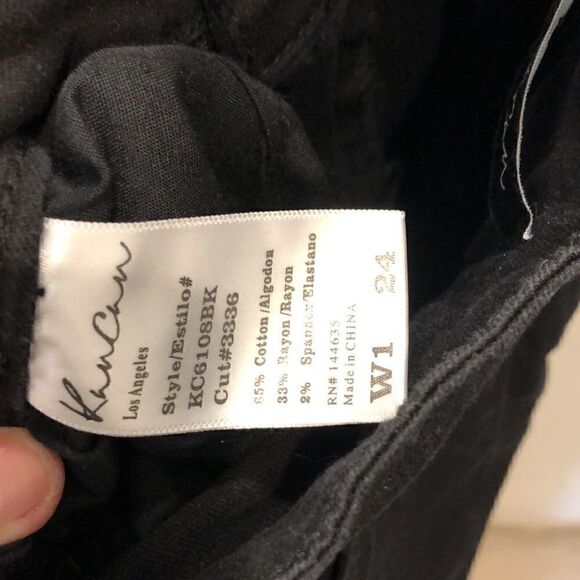 KanCan
Los Angeles
Style/Estilo#
KC6108BK
Cut#3336
65% Cotton/Algodon
33% Rayon/Rayon
2% Spandex/Elastano
RN# 144635
Made in CHINA
W1 24